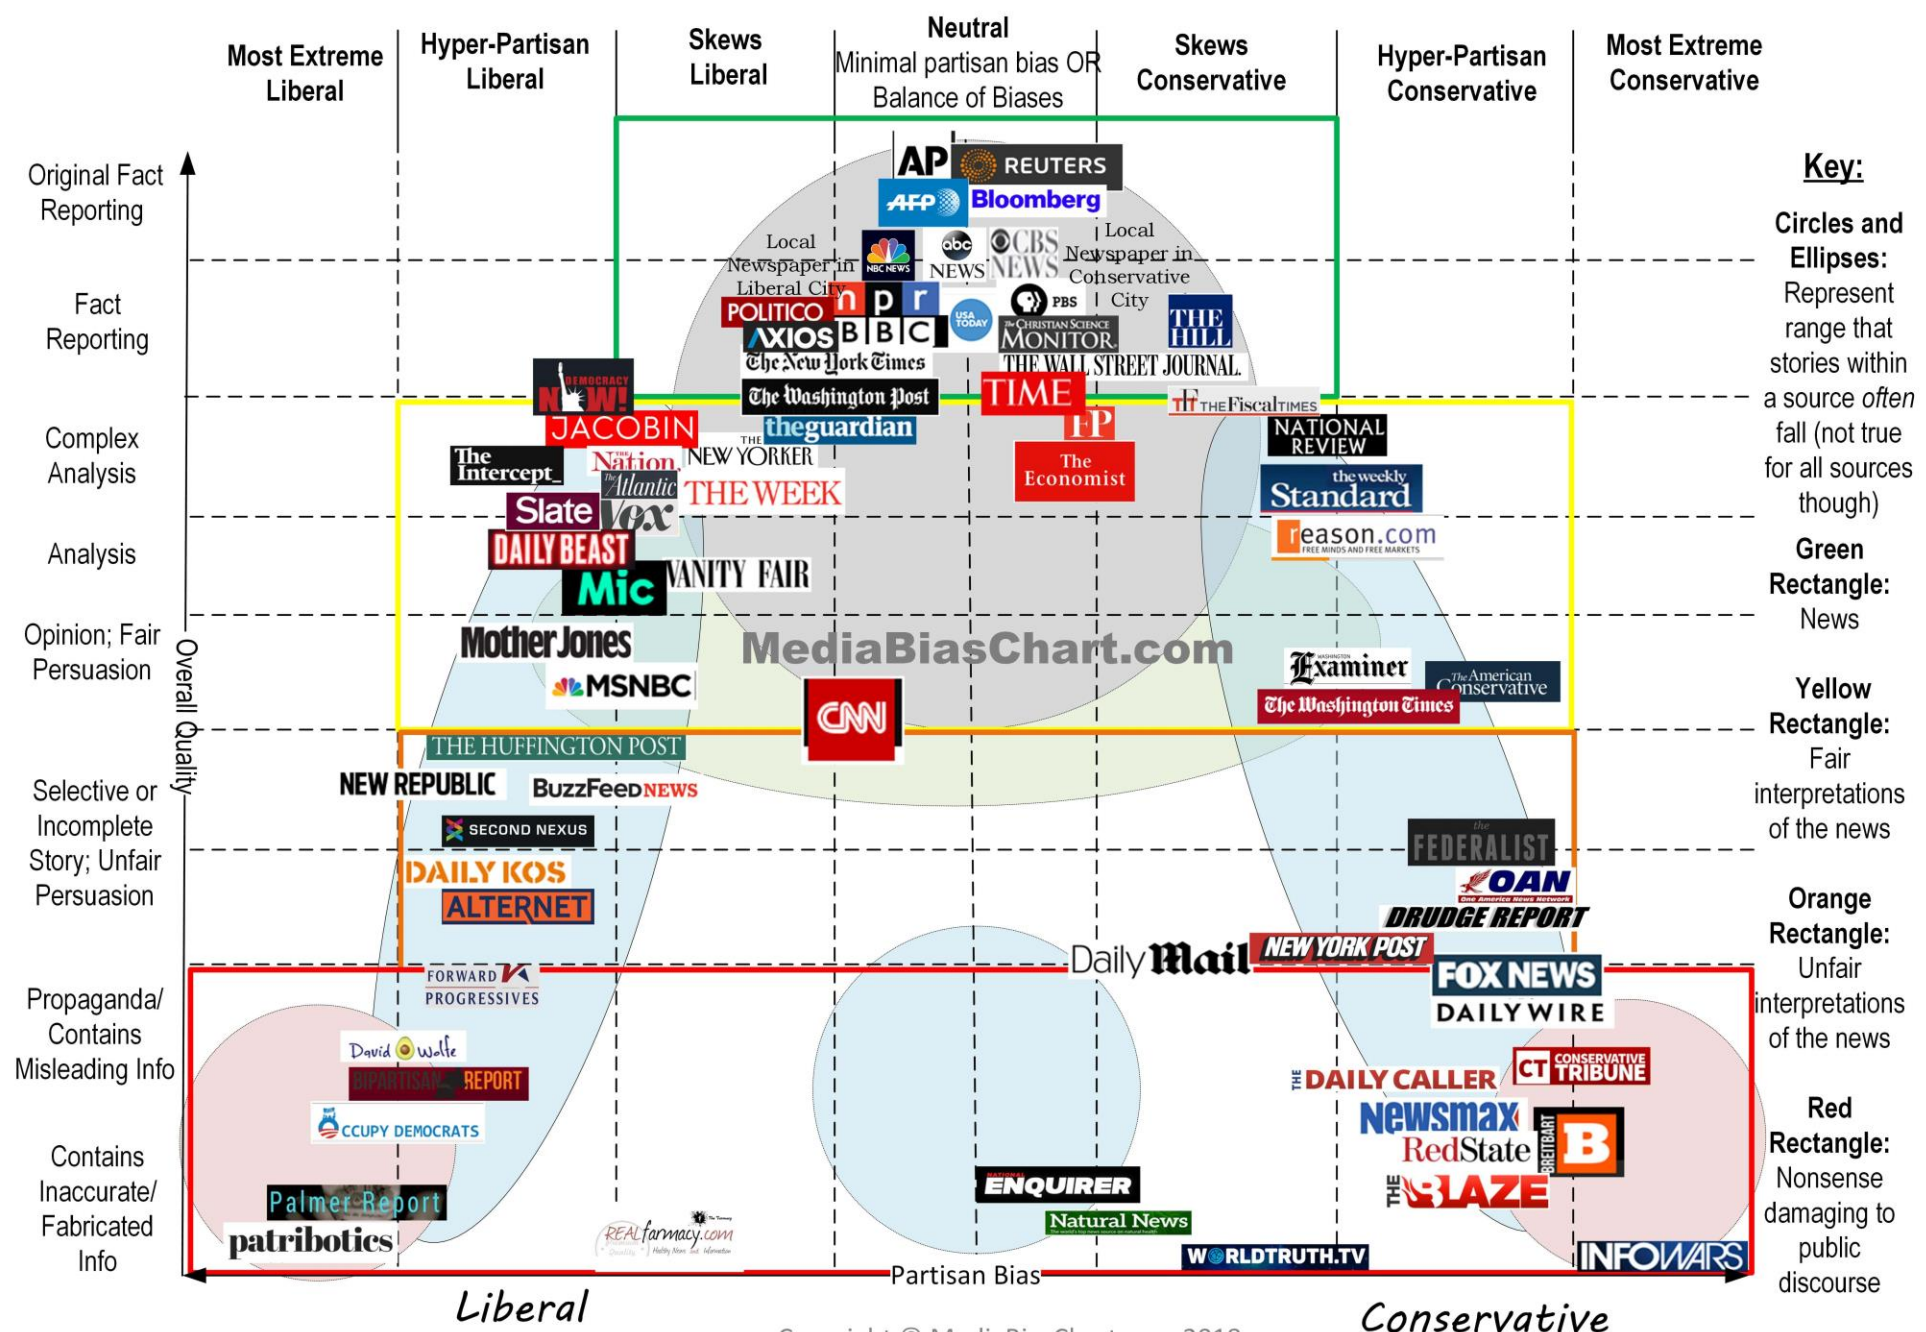 Most Extreme
Liberal
Hyper-Partisan
Liberal
Skews
Liberal
Neutral
Minimal partisan bias OR
Balance of Biases
Skews
Conservative
Hyper-Partisan
Conservative
Most Extreme
Conservative
Original Fact
Reporting
Fact
Reporting
Complex
Analysis
Analysis
Opinion; Fair
Persuasion
Selective or
Incomplete
Story; Unfair
Persuasion
Propaganda/
Contains
Misleading Info
Contains
Inaccurate/
Fabricated
Info
Overall Quality
AP
REUTERS
AFP
Bloomberg
Local
Newspaper in
Liberal City
NBC NEWS
abc
NEWS
CBS
NEWS
Local
Newspaper in
Conservative
City
POLITICO
npr
USA
TODAY
PBS
THE
HILL
AXIOS
BBC
The Christian Science
MONITOR
The New York Times
THE WALL STREET JOURNAL.
DEMOCRACY
NOW!
The Washington Post
TIME
THE FISCAL TIMES
JACOBIN
theguardian
FP
NATIONAL
REVIEW
The
Intercept_
THE Nation.
THE
NEW YORKER
The
Economist
The Atlantic
THE WEEK
the weekly
Standard
Slate
Vox
reason.com
FREE MINDS AND FREE MARKETS
DAILY BEAST
Mic
VANITY FAIR
Mother Jones
MediaBiasChart.com
WASHINGTON
Examiner
The American
Conservative
MSNBC
CNN
The Washington Times
THE HUFFINGTON POST
NEW REPUBLIC
BuzzFeed NEWS
SECOND NEXUS
the
FEDERALIST
DAILY KOS
OAN
One America News Network
ALTERNET
DRUDGE REPORT
Daily Mail
NEW YORK POST
FORWARD
PROGRESSIVES
FOX NEWS
DAILY WIRE
David Wolfe
BIPARTISAN REPORT
CT CONSERVATIVE
TRIBUNE
THE DAILY CALLER
OCCUPY DEMOCRATS
Newsmax
RedState
BREITBART
B
NATIONAL
ENQUIRER
THE BLAZE
Palmer Report
Natural News
patribotics
REALfarmacy.com
Healthy News and Information
WORLDTRUTH.TV
INFOWARS
Partisan Bias
Liberal
Conservative
Key:
Circles and
Ellipses:
Represent
range that
stories within
a source often
fall (not true
for all sources
though)
Green
Rectangle:
News
Yellow
Rectangle:
Fair
interpretations
of the news
Orange
Rectangle:
Unfair
interpretations
of the news
Red
Rectangle:
Nonsense
damaging to
public
discourse